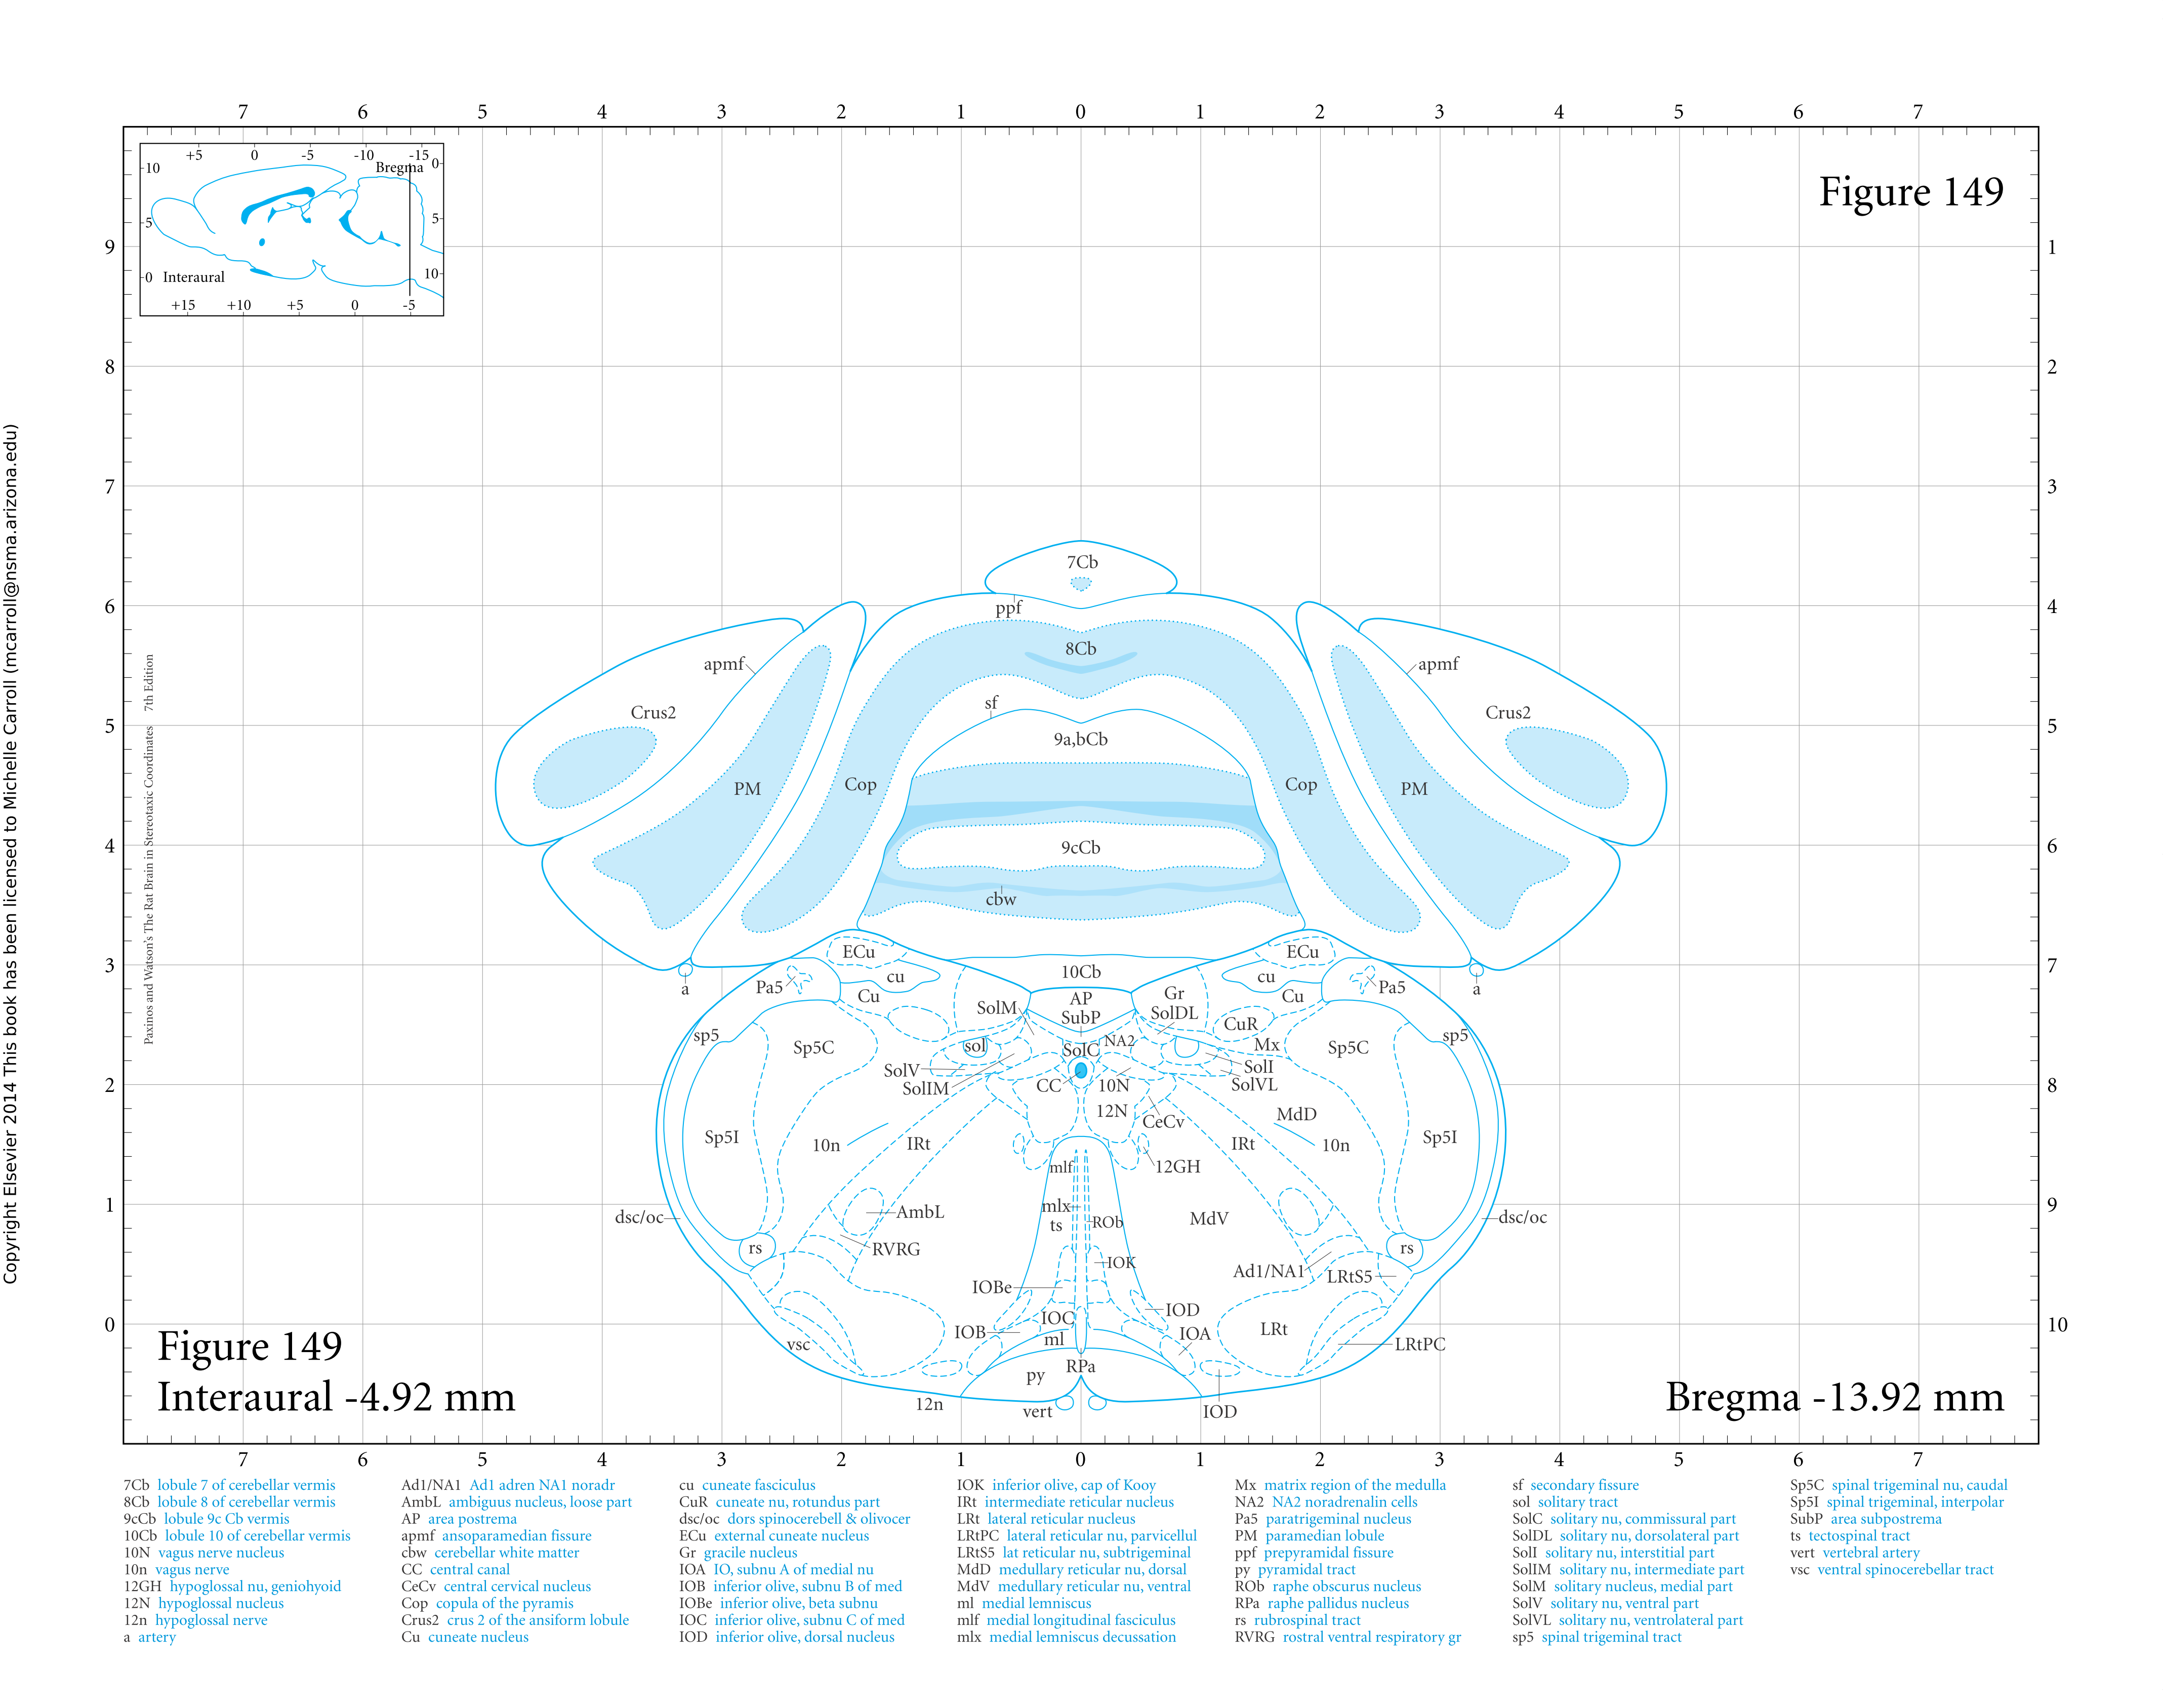 7 6 5 4 3 2 1 0 1 2 3 4 5 6 7
+5 0 -5 -10 -15
Bregma
10 0
5 5
0 Interaural 10
+15 +10 +5 0 -5
Figure 149
9 1
8 2
7 3
6 4
5 5
4 6
3 7
2 8
1 9
0 10
Copyright Elsevier 2014 This book has been licensed to Michelle Carroll (mcarroll@nsma.arizona.edu)
Paxinos and Watson's The Rat Brain in Stereotaxic Coordinates 7th Edition
7Cb
ppf
8Cb
apmf apmf
sf
Crus2 Crus2
9a,bCb
PM Cop Cop PM
9cCb
cbw
ECu ECu
a Pa5 cu 10Cb cu Pa5 a
Cu AP Gr Cu
SolM SubP SolDL
CuR
sp5 Sp5C sol SolC NA2 Mx Sp5C sp5
SolV SolI
SolIM CC 10N SolVL
12N CeCv MdD
Sp5I 10n IRt IRt 10n Sp5I
mlf 12GH
dsc/oc AmbL mlx ROb MdV dsc/oc
ts
rs RVRG rs
IOK Ad1/NA1 LRtS5
IOBe
IOC IOD
vsc IOB ml IOA LRt LRtPC
py RPa
12n vert IOD
Figure 149
Interaural -4.92 mm
Bregma -13.92 mm
7 6 5 4 3 2 1 0 1 2 3 4 5 6 7
7Cb lobule 7 of cerebellar vermis
8Cb lobule 8 of cerebellar vermis
9cCb lobule 9c Cb vermis
10Cb lobule 10 of cerebellar vermis
10N vagus nerve nucleus
10n vagus nerve
12GH hypoglossal nu, geniohyoid
12N hypoglossal nucleus
12n hypoglossal nerve
a artery
Ad1/NA1 Ad1 adren NA1 noradr
AmbL ambiguus nucleus, loose part
AP area postrema
apmf ansoparamedian fissure
cbw cerebellar white matter
CC central canal
CeCv central cervical nucleus
Cop copula of the pyramis
Crus2 crus 2 of the ansiform lobule
Cu cuneate nucleus
cu cuneate fasciculus
CuR cuneate nu, rotundus part
dsc/oc dors spinocerebell & olivocer
ECu external cuneate nucleus
Gr gracile nucleus
IOA IO, subnu A of medial nu
IOB inferior olive, subnu B of med
IOBe inferior olive, beta subnu
IOC inferior olive, subnu C of med
IOD inferior olive, dorsal nucleus
IOK inferior olive, cap of Kooy
IRt intermediate reticular nucleus
LRt lateral reticular nucleus
LRtPC lateral reticular nu, parvicellul
LRtS5 lat reticular nu, subtrigeminal
MdD medullary reticular nu, dorsal
MdV medullary reticular nu, ventral
ml medial lemniscus
mlf medial longitudinal fasciculus
mlx medial lemniscus decussation
Mx matrix region of the medulla
NA2 NA2 noradrenalin cells
Pa5 paratrigeminal nucleus
PM paramedian lobule
ppf prepyramidal fissure
py pyramidal tract
ROb raphe obscurus nucleus
RPa raphe pallidus nucleus
rs rubrospinal tract
RVRG rostral ventral respiratory gr
sf secondary fissure
sol solitary tract
SolC solitary nu, commissural part
SolDL solitary nu, dorsolateral part
SolI solitary nu, interstitial part
SolIM solitary nu, intermediate part
SolM solitary nucleus, medial part
SolV solitary nu, ventral part
SolVL solitary nu, ventrolateral part
sp5 spinal trigeminal tract
Sp5C spinal trigeminal nu, caudal
Sp5I spinal trigeminal, interpolar
SubP area subpostrema
ts tectospinal tract
vert vertebral artery
vsc ventral spinocerebellar tract